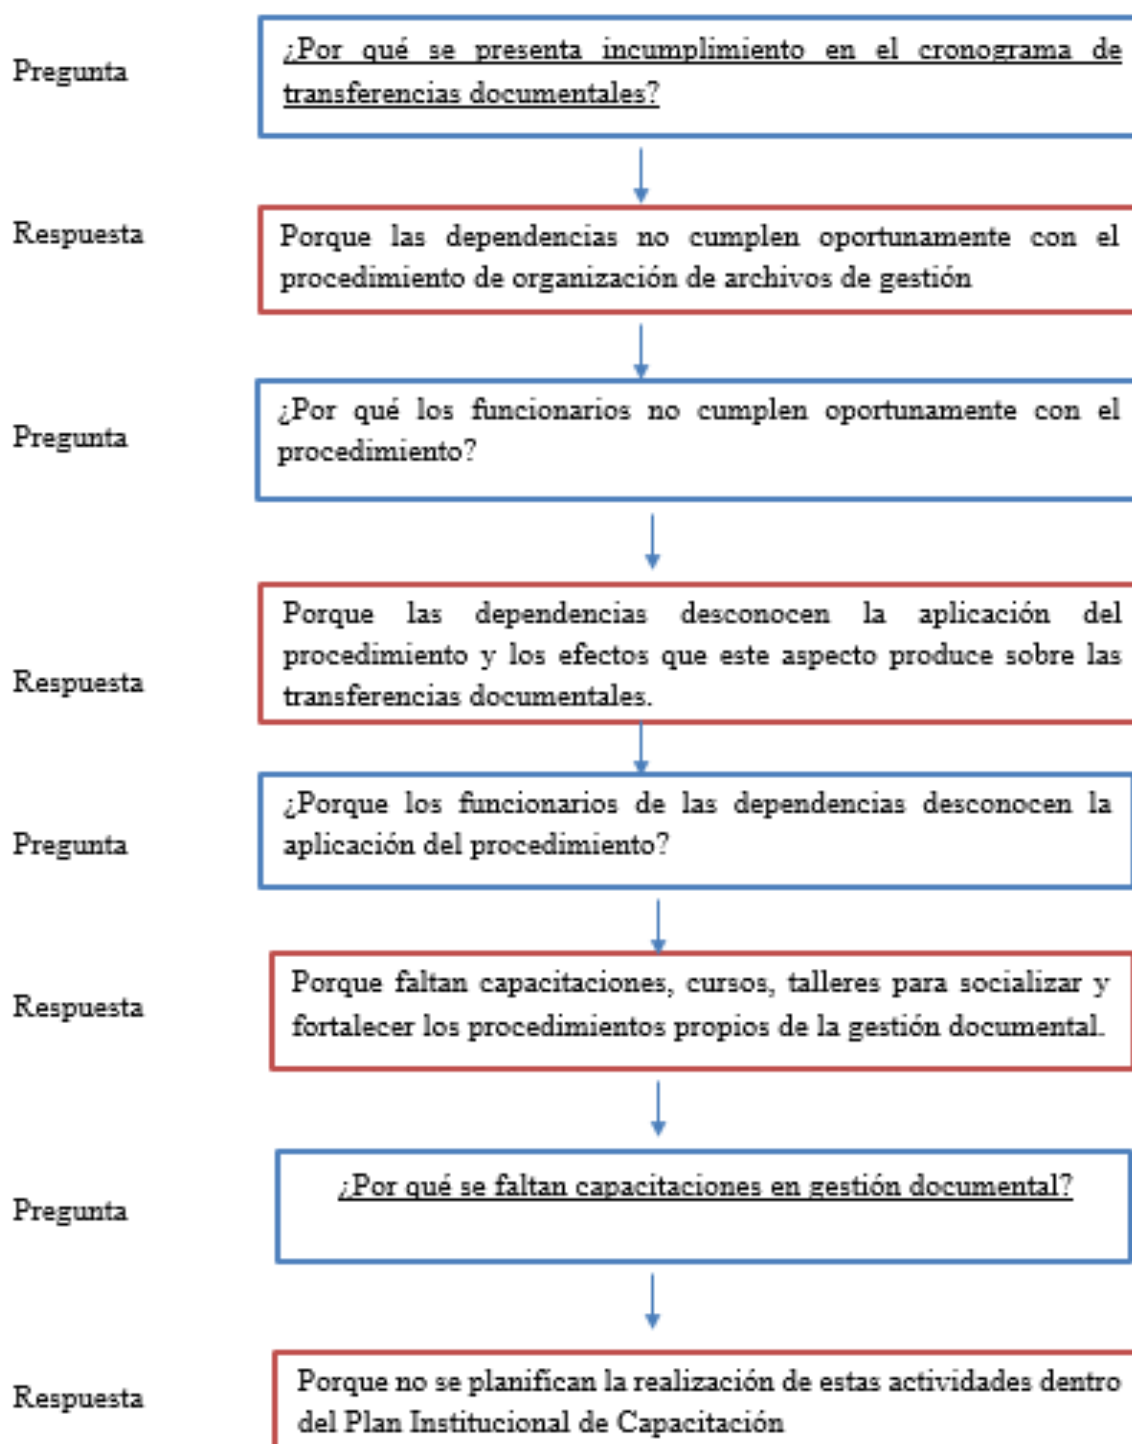 Pregunta
¿Por qué se presenta incumplimiento en el cronograma de
transferencias documentales?
Respuesta
Porque las dependencias no cumplen oportunamente con el
procedimiento de organización de archivos de gestión
Pregunta
¿Por qué los funcionarios no cumplen oportunamente con el
procedimiento?
Respuesta
Porque las dependencias desconocen la aplicación del
procedimiento y los efectos que este aspecto produce sobre las
transferencias documentales.
Pregunta
¿Porque los funcionarios de las dependencias desconocen la
aplicación del procedimiento?
Respuesta
Porque faltan capacitaciones, cursos, talleres para socializar y
fortalecer los procedimientos propios de la gestión documental.
Pregunta
¿Por qué se faltan capacitaciones en gestión documental?
Respuesta
Porque no se planifican la realización de estas actividades dentro
del Plan Institucional de Capacitación